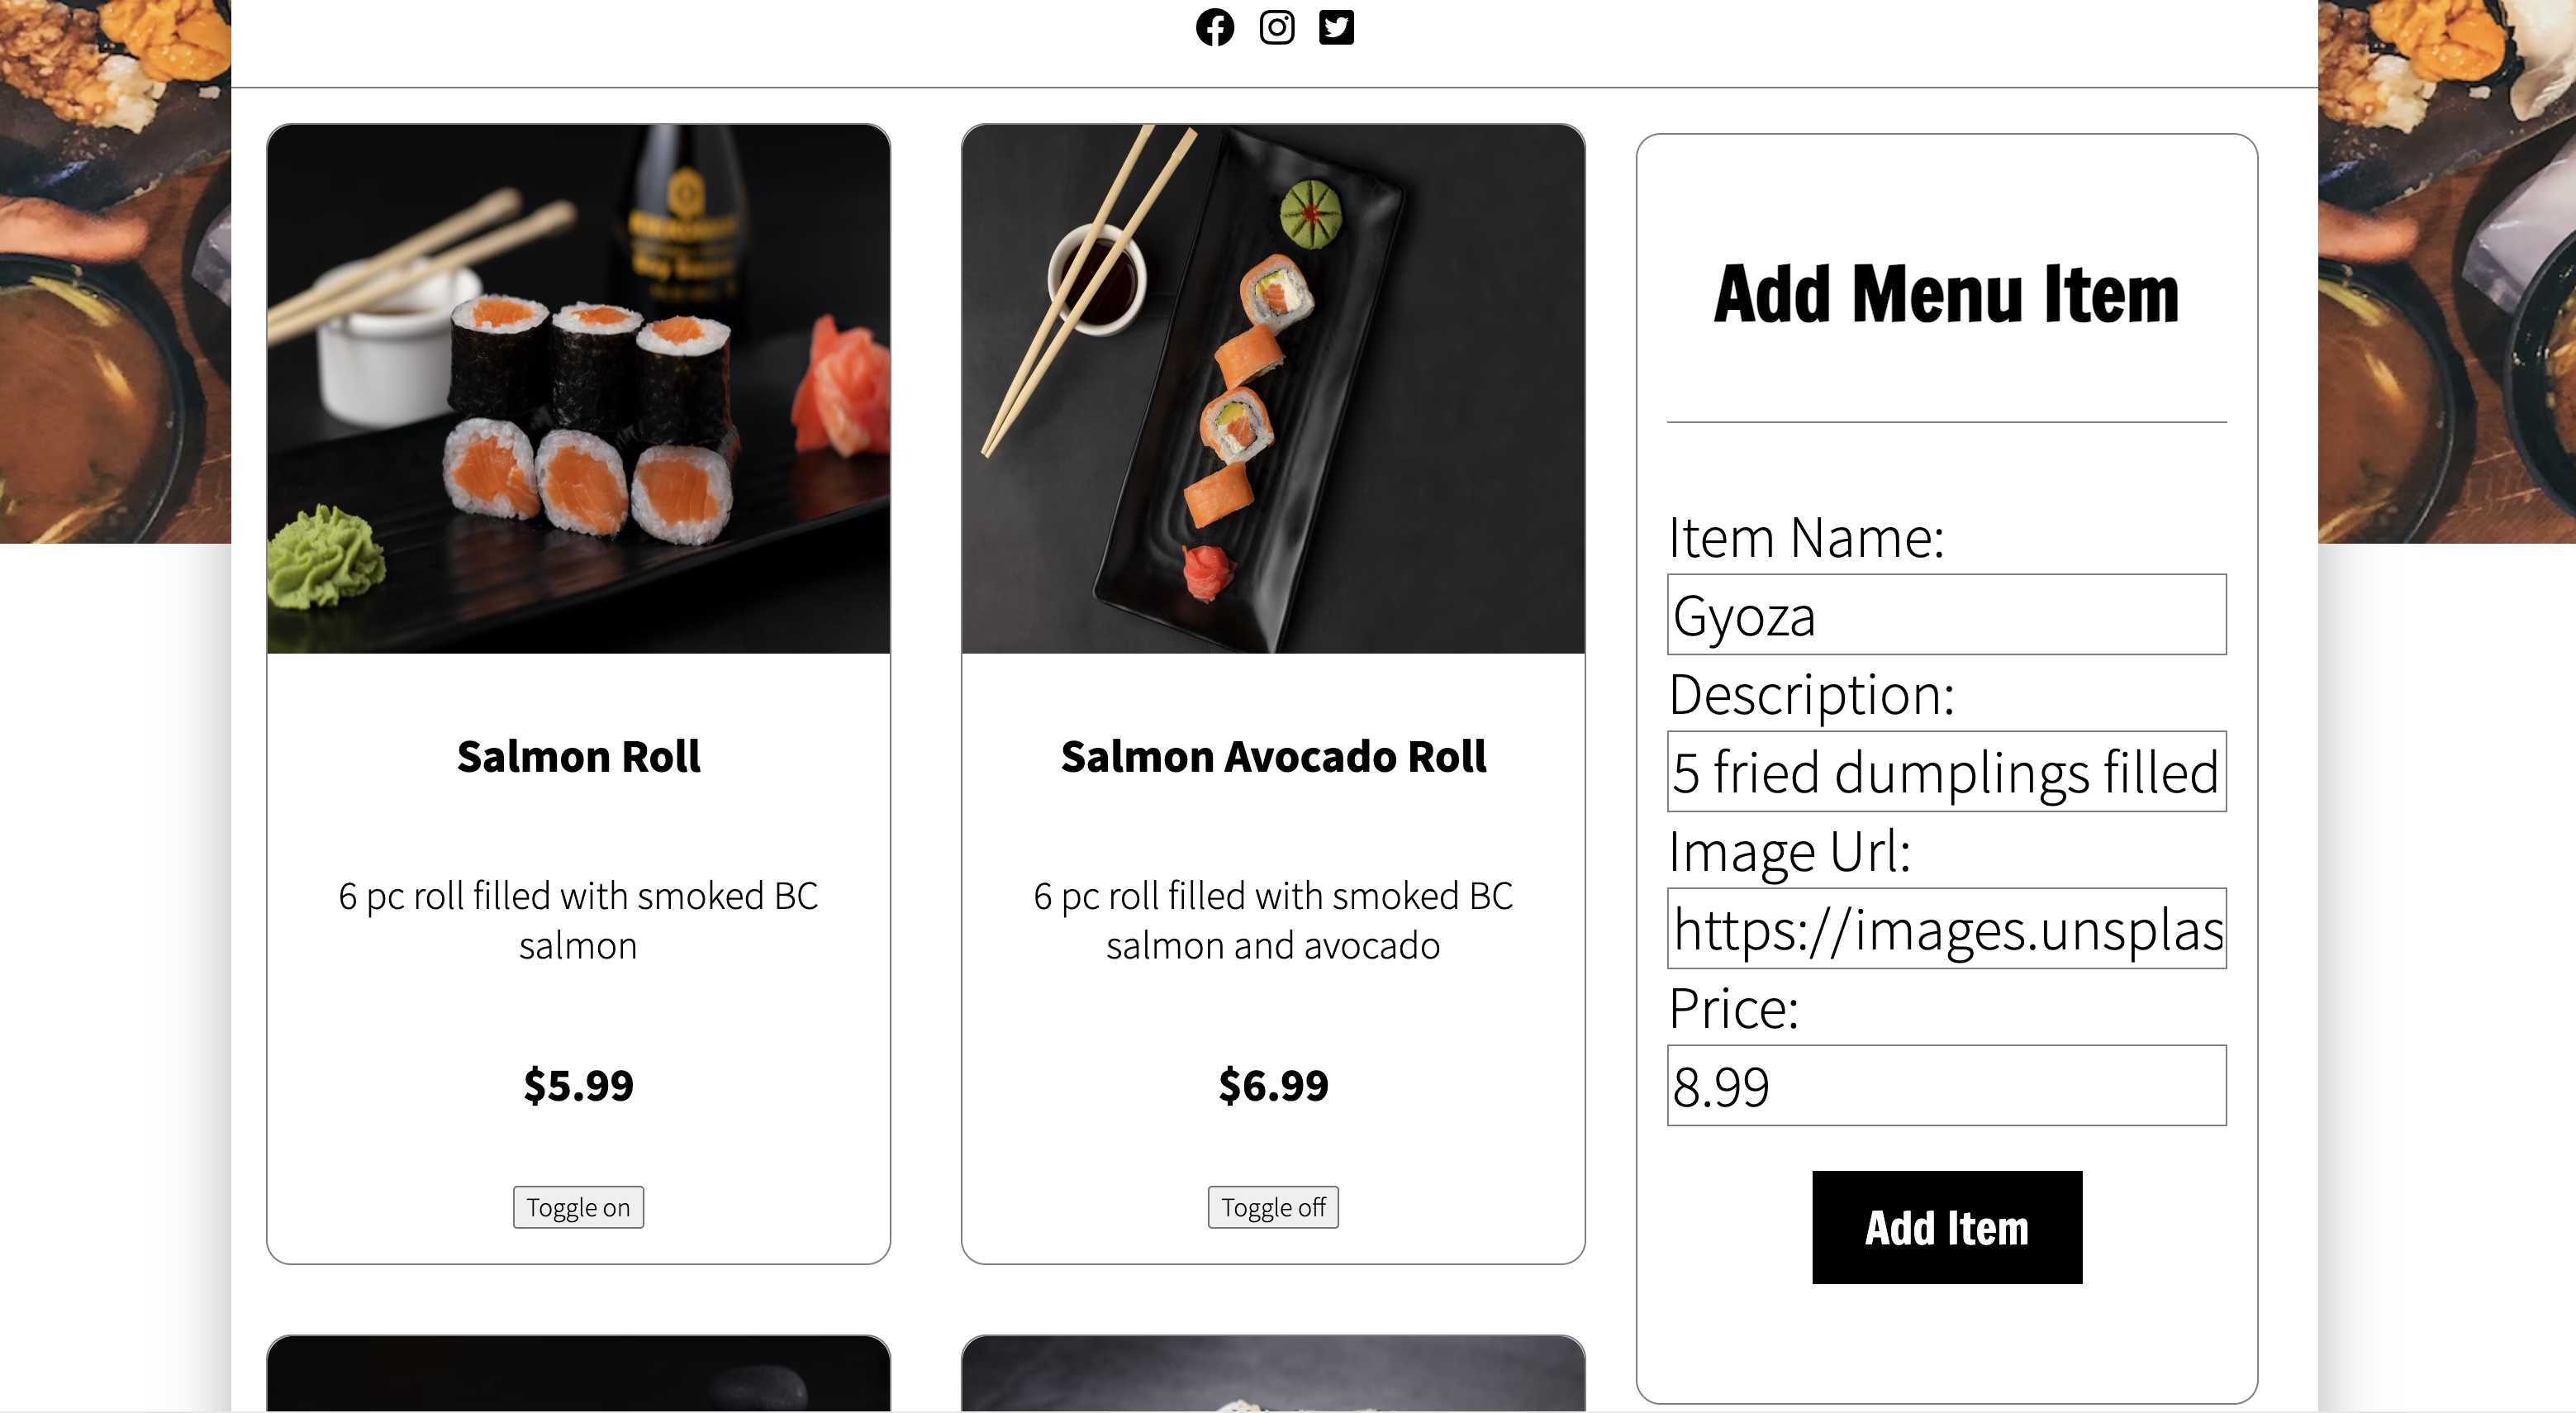 Salmon Roll
6 pc roll filled with smoked BC
salmon
$5.99
Toggle on
Salmon Avocado Roll
6 pc roll filled with smoked BC
salmon and avocado
$6.99
Toggle off
Add Menu Item
Item Name:
Gyoza
Description:
5 fried dumplings filled
Image Url:
https://images.unsplas
Price:
8.99
Add Item